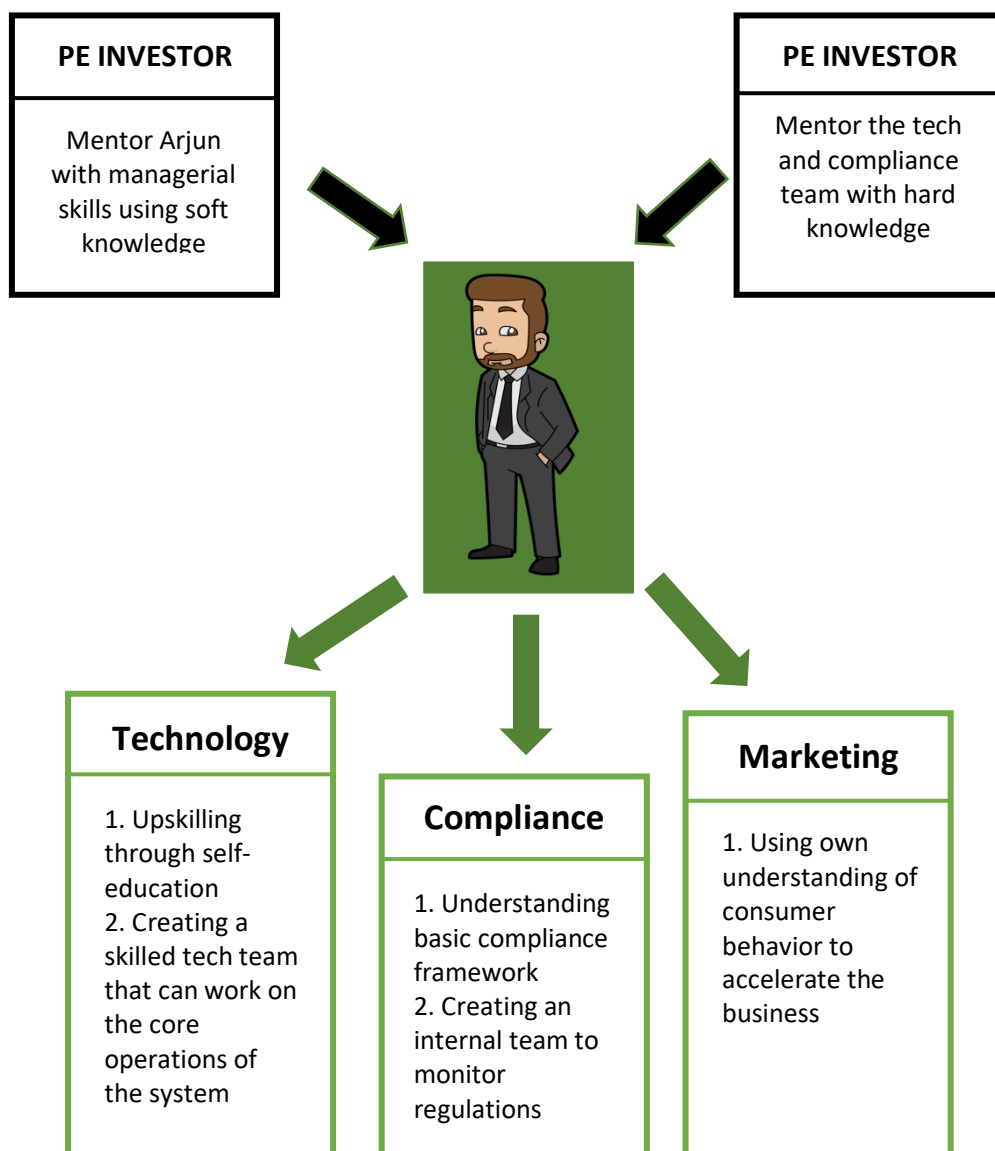 PE INVESTOR
Mentor Arjun
with managerial
skills using soft
knowledge
PE INVESTOR
Mentor the tech
and compliance
team with hard
knowledge
Technology
1. Upskilling
through self-
education
2. Creating a
skilled tech team
that can work on
the core
operations of
the system
Compliance
1. Understanding
basic compliance
framework
2. Creating an
internal team to
monitor
regulations
Marketing
1. Using own
understanding of
consumer
behavior to
accelerate the
business